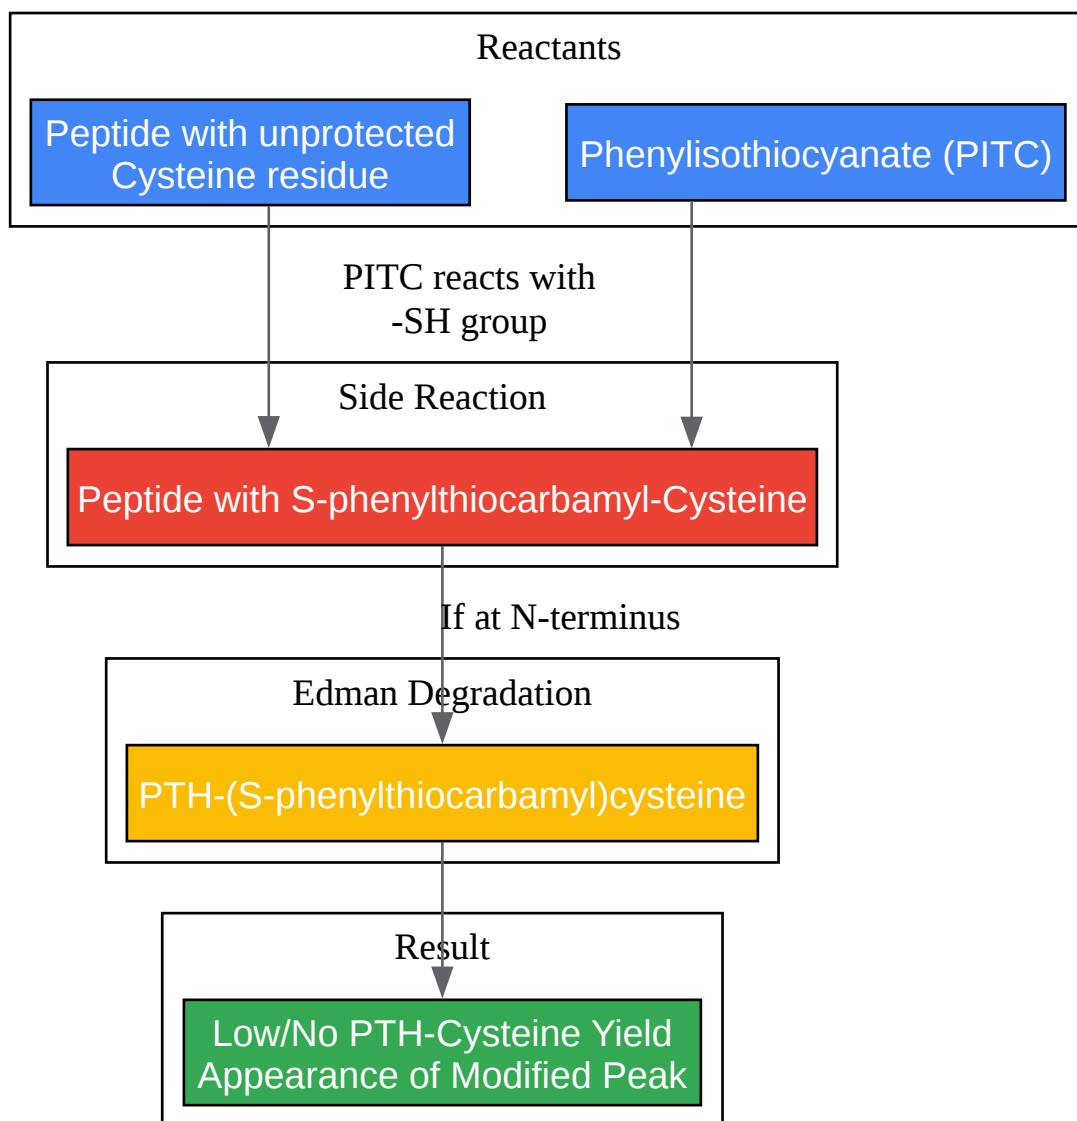 Reactants
Peptide with unprotected
Cysteine residue
Phenylisothiocyanate (PITC)
PITC reacts with
-SH group
Side Reaction
Peptide with S-phenylthiocarbamyl-Cysteine
If at N-terminus
Edman Degradation
PTH-(S-phenylthiocarbamyl)cysteine
Result
Low/No PTH-Cysteine Yield
Appearance of Modified Peak